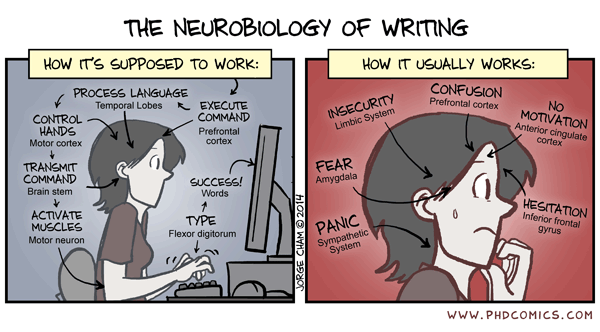 THE NEUROBIOLOGY OF WRITING
HOW IT'S SUPPOSED TO WORK:
PROCESS LANGUAGE
Temporal Lobes
EXECUTE
COMMAND
Prefrontal
cortex
CONTROL
HANDS
Motor cortex
TRANSMIT
COMMAND
Brain stem
ACTIVATE
MUSCLES
Motor neuron
TYPE
Flexor digitorum
SUCCESS!
Words
JORGE CHAM © 2014
HOW IT USUALLY WORKS:
CONFUSION
Prefrontal cortex
INSECURITY
Limbic System
NO
MOTIVATION
Anterior cingulate
cortex
FEAR
Amygdala
HESITATION
Inferior frontal
gyrus
PANIC
Sympathetic
System
WWW.PHDCOMICS.COM